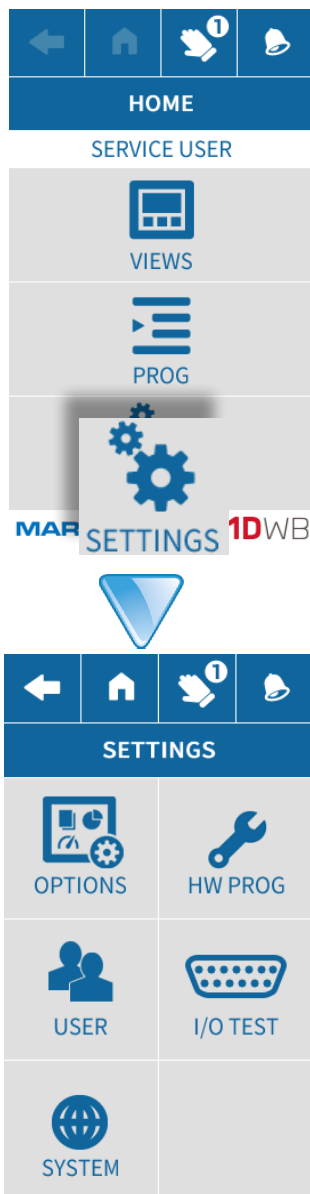 1
HOME
SERVICE USER
VIEWS
PROG
SETTINGS
MAR 1DWB
1
SETTINGS
OPTIONS HW PROG
USER I/O TEST
SYSTEM